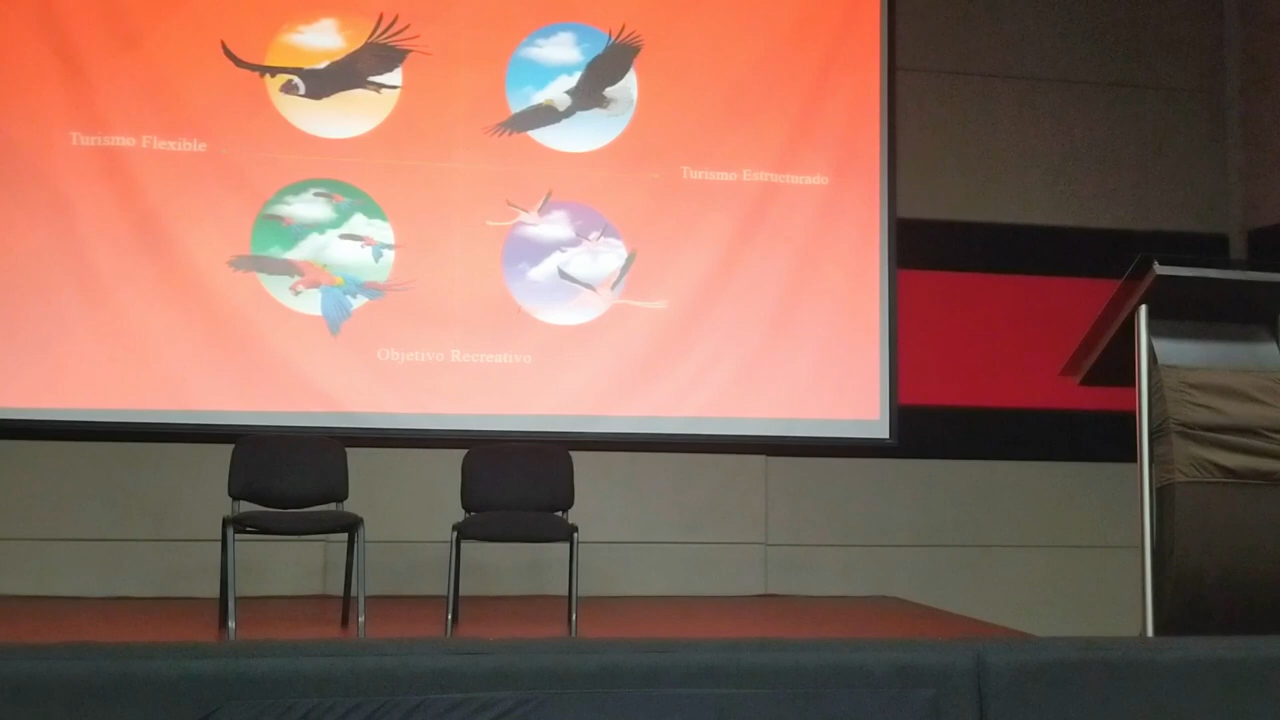 Turismo Flexible
Turismo Estructurado
Objetivo Recreativo